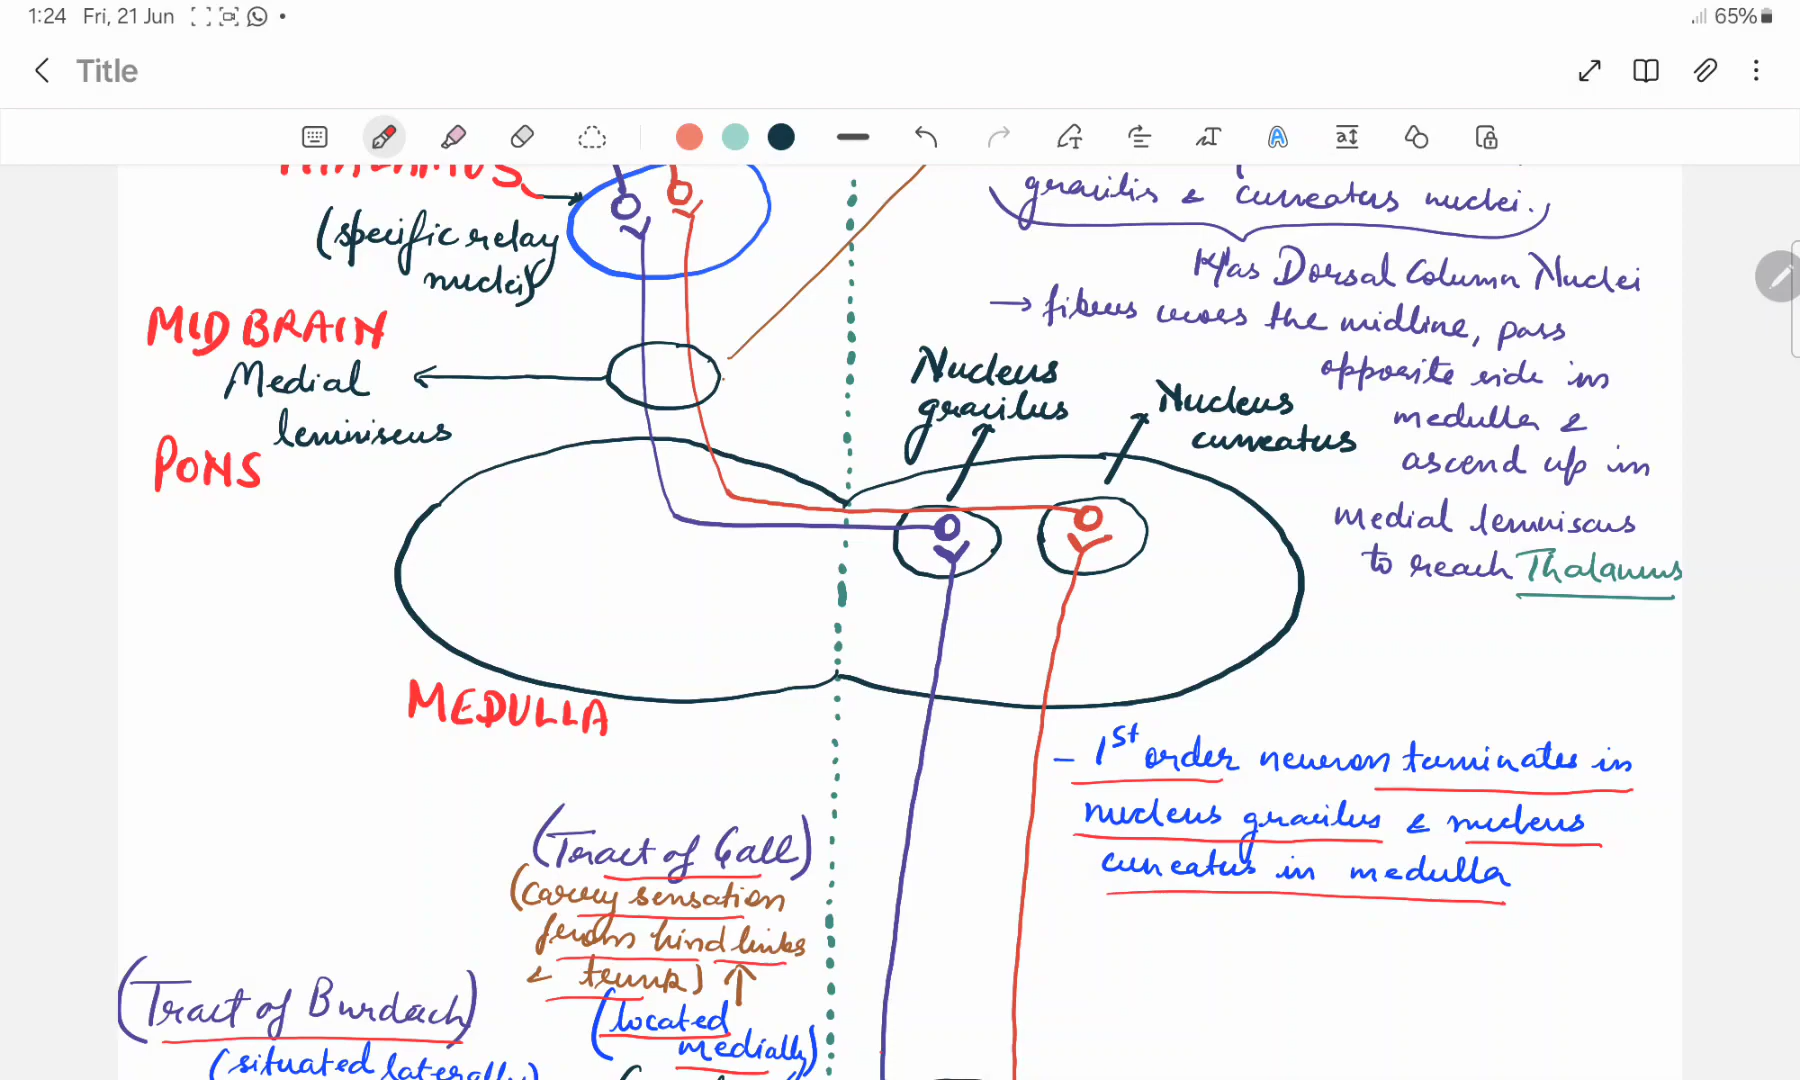 1:24 Fri, 21 Jun
65%
Title
gracilis & cuneatus nuclei.
(specific relay
nuclei)
K/as Dorsal Column Nuclei
→ fibers cross the midline, pass
opposite side in
medulla &
ascend up in
medial lemniscus
to reach Thalamus
MID BRAIN
Medial
lemniscus
PONS
Nucleus
gracilus
Nucleus
cuneatus
MEDULLA
- 1st order neuron terminates in
nucleus gracilus & nucleus
cuneatus in medulla
(Tract of Gall)
(carry sensation
from hind limbs
& trunk)
(located
medially)
(Tract of Burdach)
(situated laterally)